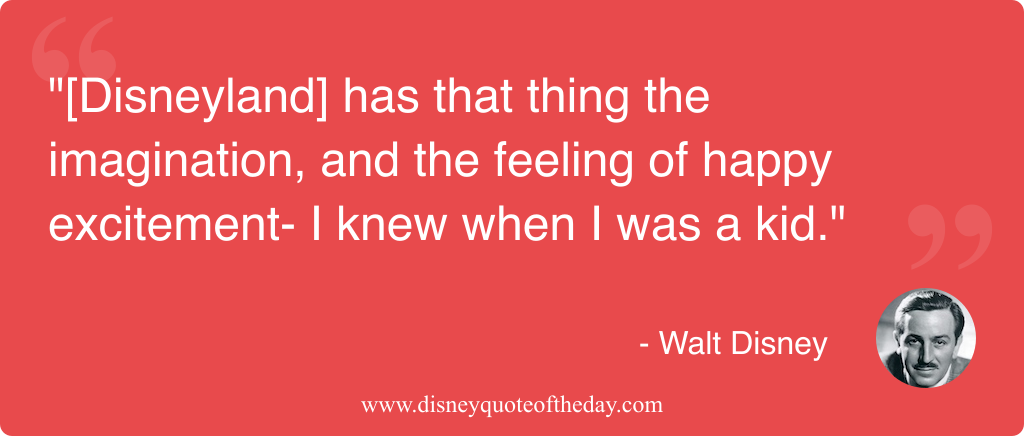 "[Disneyland] has that thing the
imagination, and the feeling of happy
excitement- I knew when I was a kid."
- Walt Disney
www.disneyquoteoftheday.com